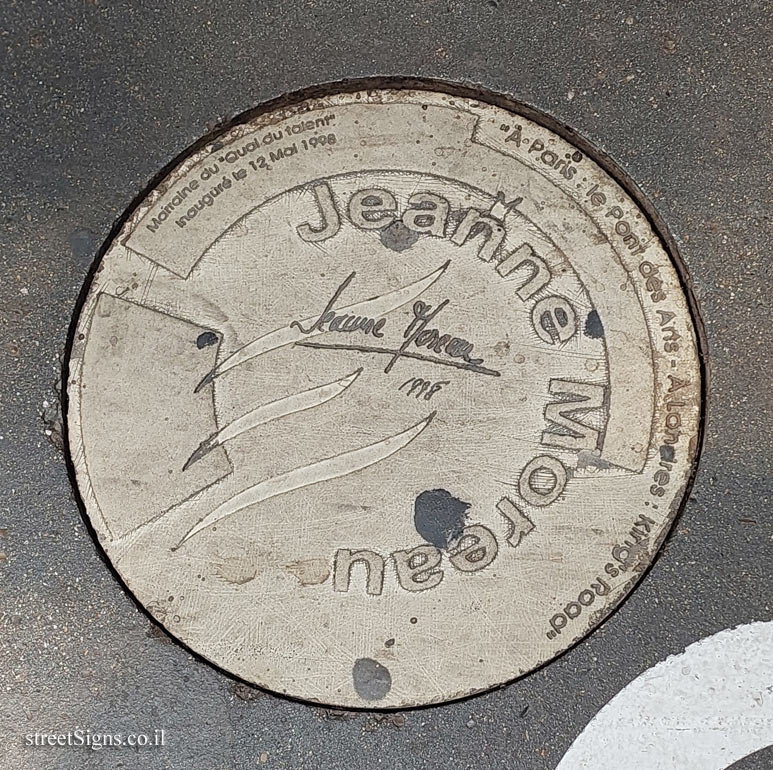 Marraine du "Quai du talent"
Inauguré le 12 Mai 1998
"À Paris : le Pont des Arts - À Londres : King's Road"
Jeanne Moreau
Jeanne Moreau
1998
streetSigns.co.il